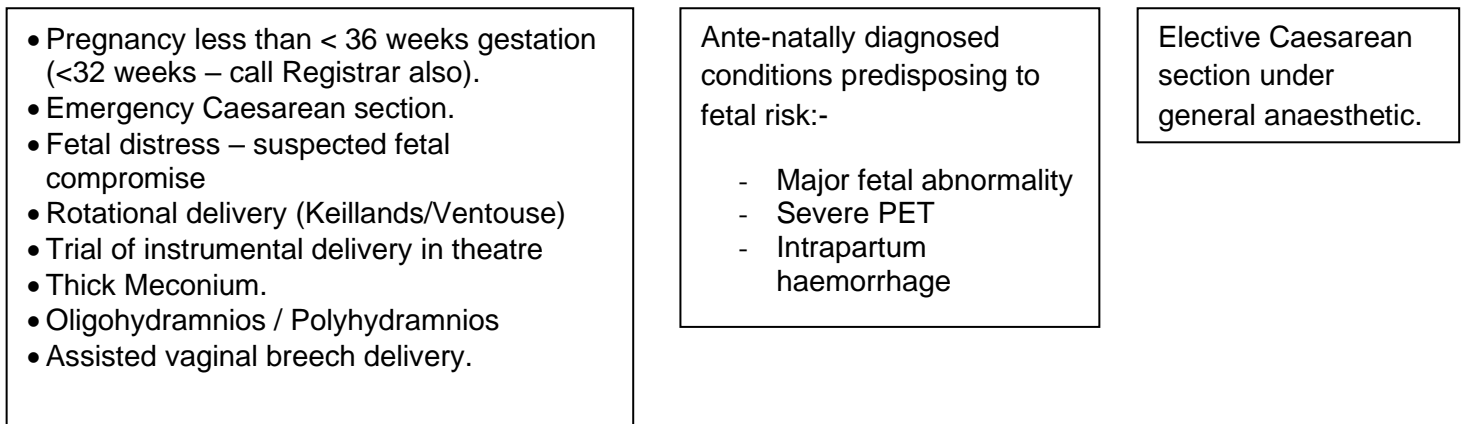 • Pregnancy less than < 36 weeks gestation
(<32 weeks – call Registrar also).
• Emergency Caesarean section.
• Fetal distress – suspected fetal
compromise
• Rotational delivery (Keillands/Ventouse)
• Trial of instrumental delivery in theatre
• Thick Meconium.
• Oligohydramnios / Polyhydramnios
• Assisted vaginal breech delivery.
Ante-natally diagnosed
conditions predisposing to
fetal risk:-
- Major fetal abnormality
- Severe PET
- Intrapartum
haemorrhage
Elective Caesarean
section under
general anaesthetic.